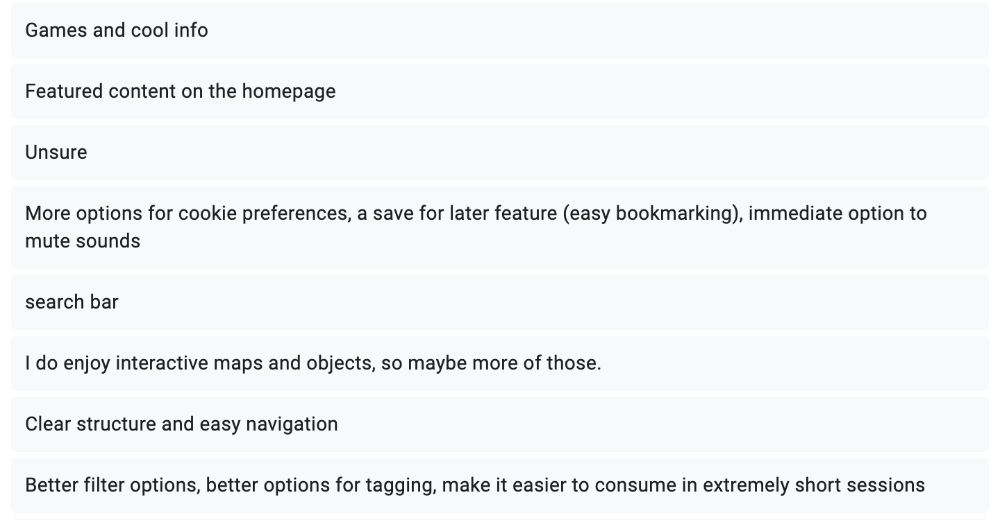 Games and cool info
Featured content on the homepage
Unsure
More options for cookie preferences, a save for later feature (easy bookmarking), immediate option to
mute sounds
search bar
I do enjoy interactive maps and objects, so maybe more of those.
Clear structure and easy navigation
Better filter options, better options for tagging, make it easier to consume in extremely short sessions